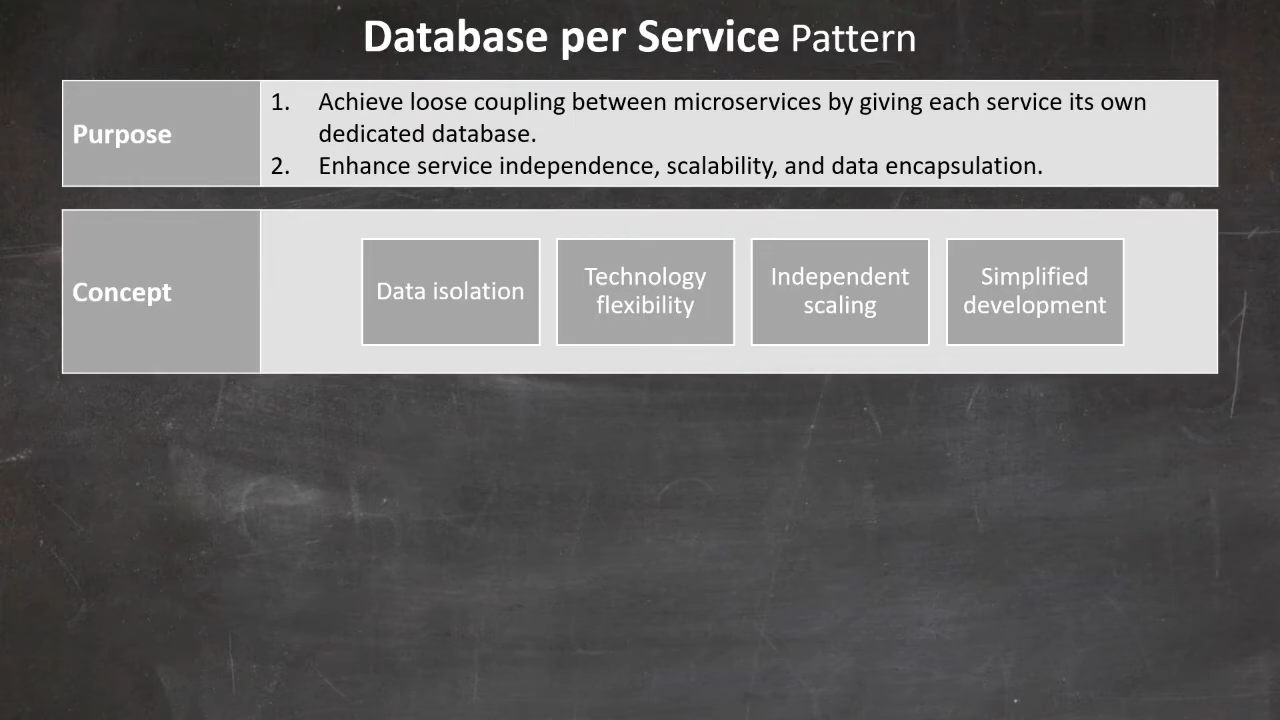 Database per Service Pattern
Purpose
1. Achieve loose coupling between microservices by giving each service its own
dedicated database.
2. Enhance service independence, scalability, and data encapsulation.
Concept
Data isolation
Technology
flexibility
Independent
scaling
Simplified
development